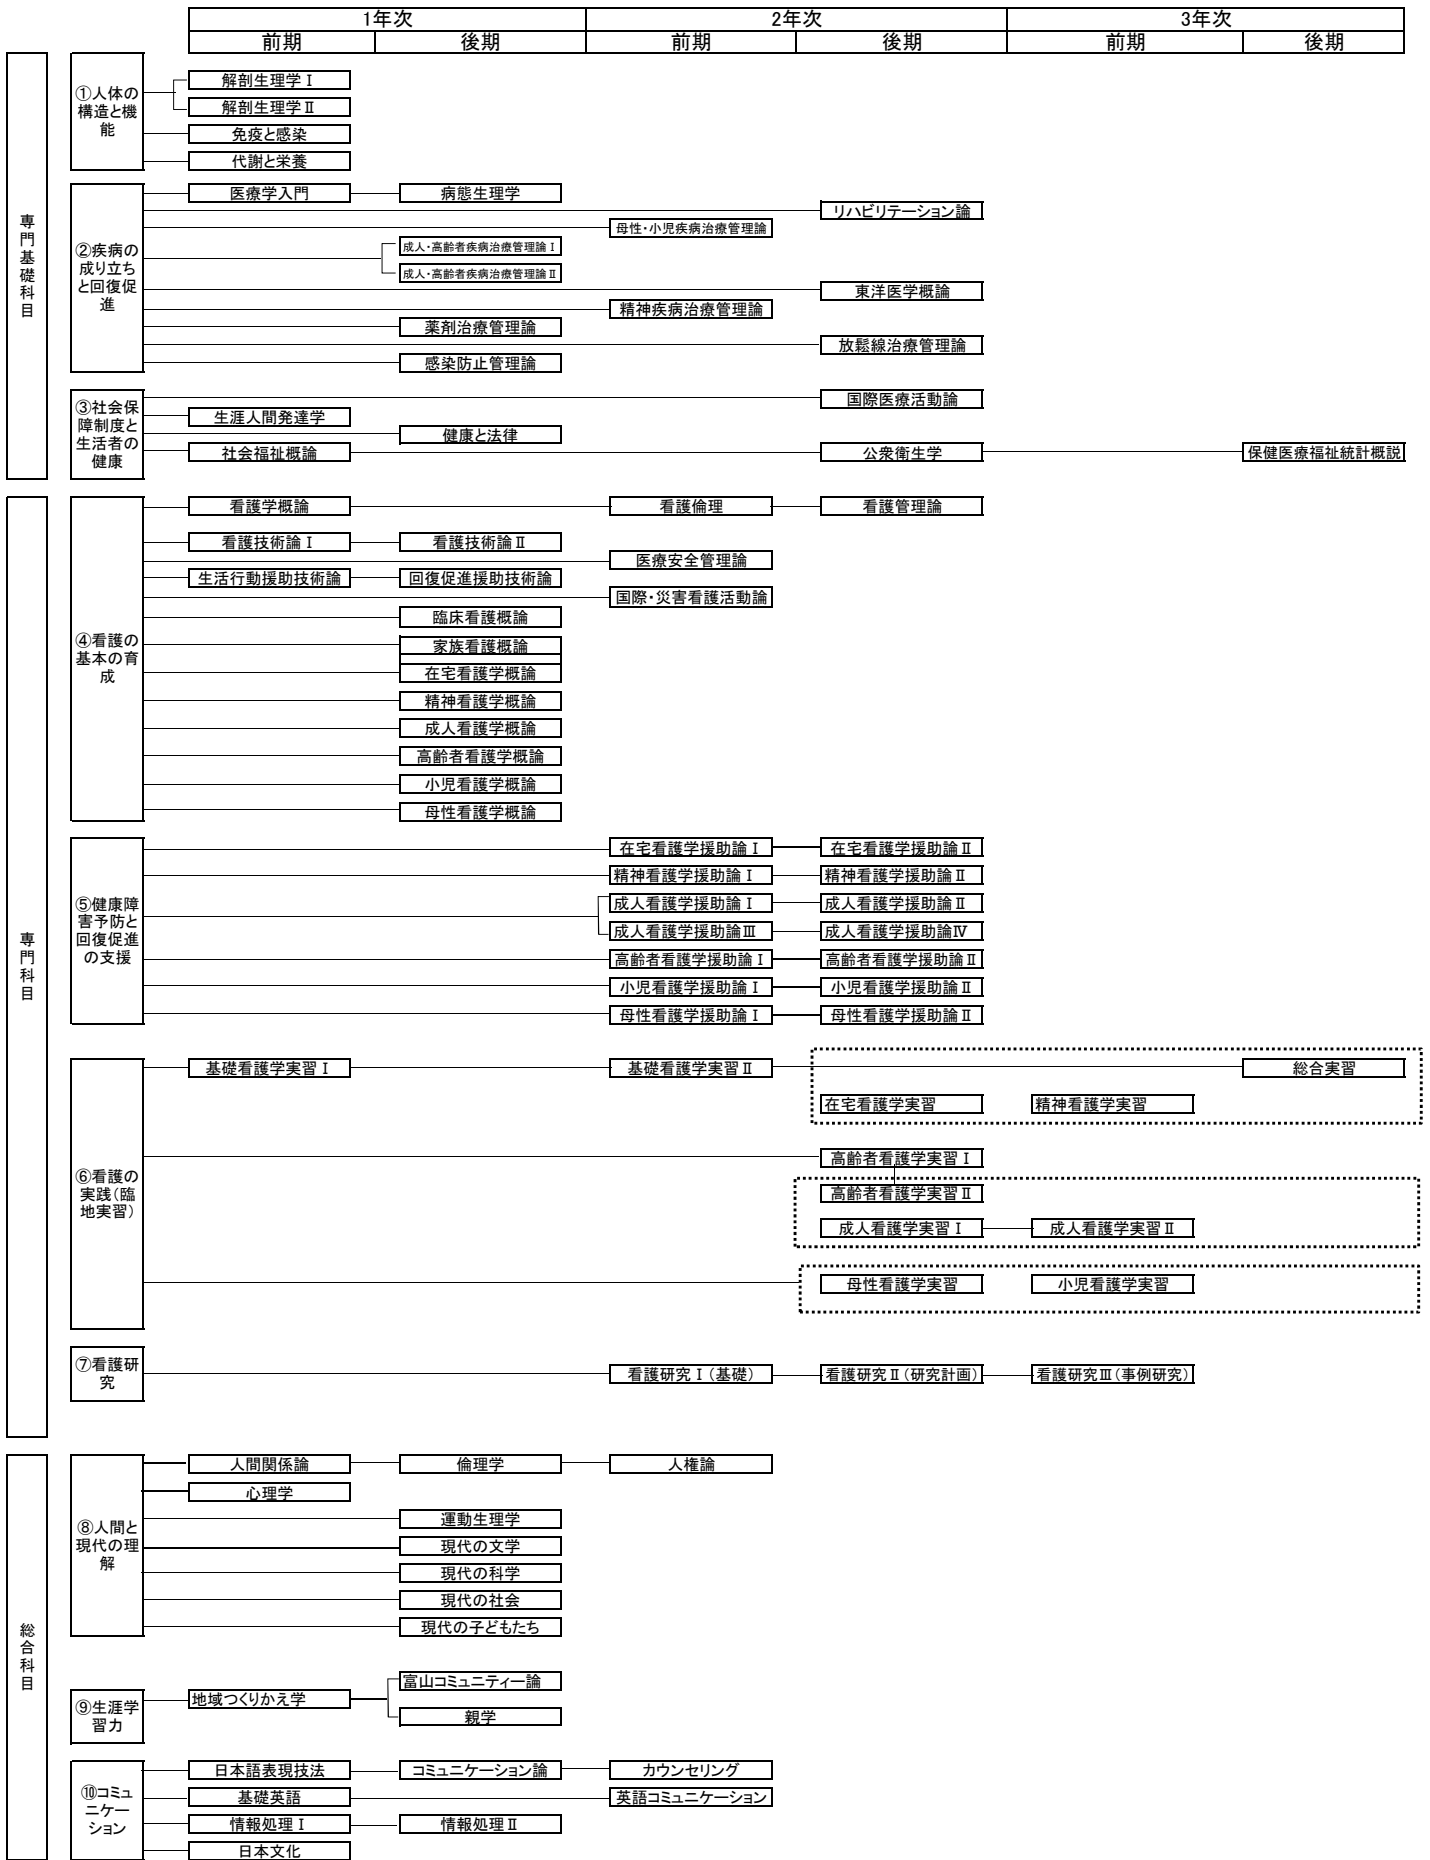 1年次 2年次 3年次
前期 後期 前期 後期 前期 後期
専門基礎科目
①人体の
構造と機
能
解剖生理学Ⅰ
解剖生理学Ⅱ
免疫と感染
代謝と栄養
②疾病の
成り立ち
と回復促
進
医療学入門 病態生理学
リハビリテーション論
母性・小児疾病治療管理論
成人・高齢者疾病治療管理論Ⅰ
成人・高齢者疾病治療管理論Ⅱ
東洋医学概論
精神疾病治療管理論
薬剤治療管理論
放鬆線治療管理論
感染防止管理論
③社会保
障制度と
生活者の
健康
国際医療活動論
生涯人間発達学
健康と法律
社会福祉概論 公衆衛生学 保健医療福祉統計概説
専門科目
④看護の
基本の育
成
看護学概論 看護倫理 看護管理論
看護技術論Ⅰ 看護技術論Ⅱ
医療安全管理論
生活行動援助技術論 回復促進援助技術論
国際・災害看護活動論
臨床看護概論
家族看護概論
在宅看護学概論
精神看護学概論
成人看護学概論
高齢者看護学概論
小児看護学概論
母性看護学概論
⑤健康障
害予防と
回復促進
の支援
在宅看護学援助論Ⅰ 在宅看護学援助論Ⅱ
精神看護学援助論Ⅰ 精神看護学援助論Ⅱ
成人看護学援助論Ⅰ 成人看護学援助論Ⅱ
成人看護学援助論Ⅲ 成人看護学援助論Ⅳ
高齢者看護学援助論Ⅰ 高齢者看護学援助論Ⅱ
小児看護学援助論Ⅰ 小児看護学援助論Ⅱ
母性看護学援助論Ⅰ 母性看護学援助論Ⅱ
⑥看護の
実践(臨
地実習)
基礎看護学実習Ⅰ 基礎看護学実習Ⅱ 総合実習
在宅看護学実習 精神看護学実習
高齢者看護学実習Ⅰ
高齢者看護学実習Ⅱ
成人看護学実習Ⅰ 成人看護学実習Ⅱ
母性看護学実習 小児看護学実習
⑦看護研
究
看護研究Ⅰ(基礎) 看護研究Ⅱ(研究計画) 看護研究Ⅲ(事例研究)
総合科目
⑧人間と
現代の理
解
人間関係論 倫理学 人権論
心理学
運動生理学
現代の文学
現代の科学
現代の社会
現代の子どもたち
⑨生涯学
習力
富山コミュニティー論
地域つくりかえ学
親学
⑩コミュ
ニケー
ション
日本語表現技法 コミュニケーション論 カウンセリング
基礎英語 英語コミュニケーション
情報処理Ⅰ 情報処理Ⅱ
日本文化